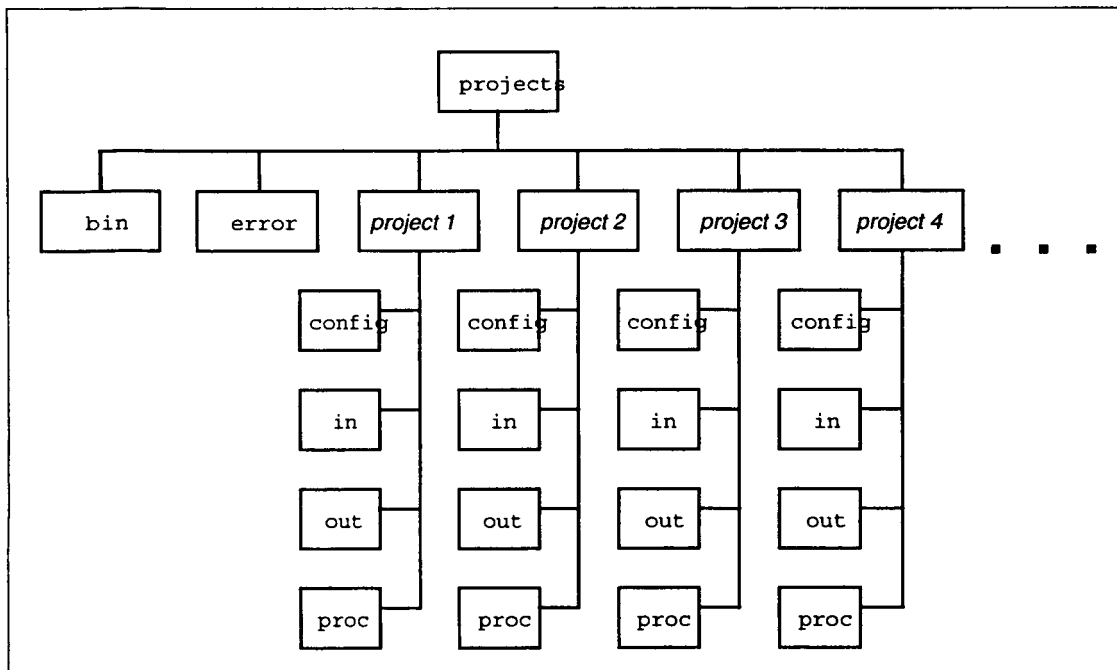 projects
bin error project 1 project 2 project 3 project 4 . . .
config config config config
in in in in
out out out out
proc proc proc proc